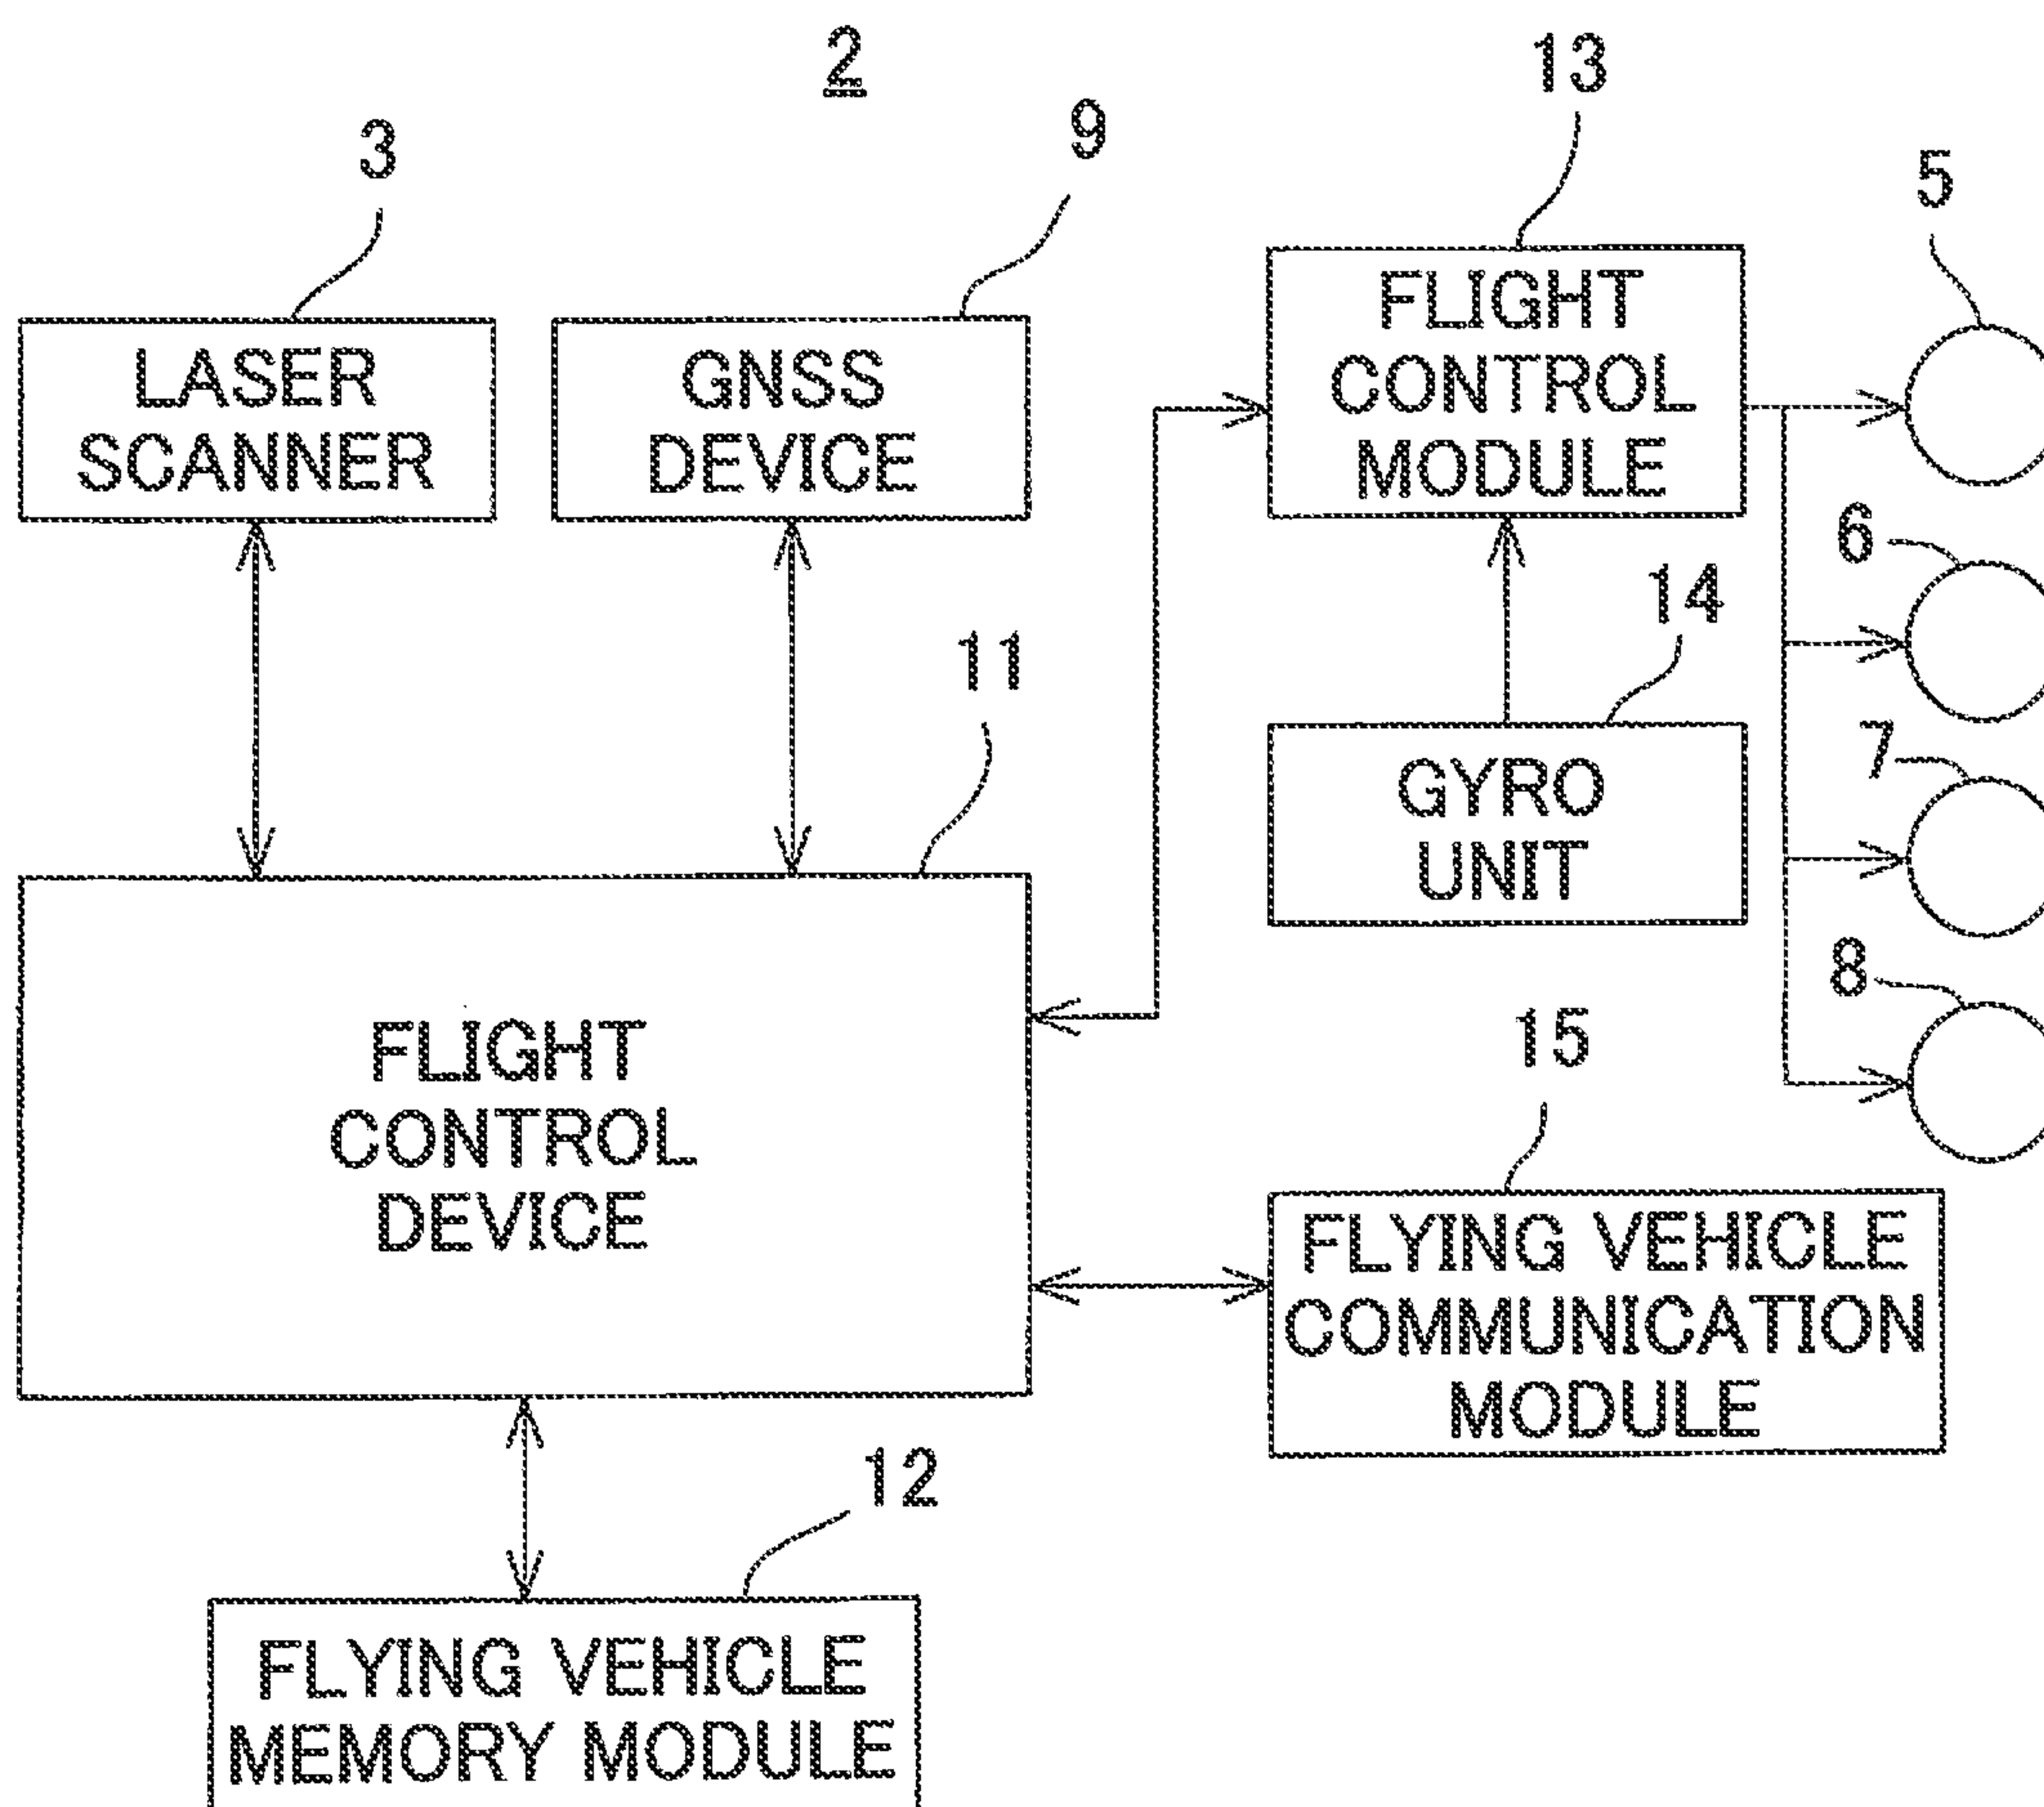 2
13
9
3
5
LASER
SCANNER
GNSS
DEVICE
FLIGHT
CONTROL
MODULE
6
14
11
7
GYRO
UNIT
8
15
FLIGHT
CONTROL
DEVICE
FLYING VEHICLE
COMMUNICATION
MODULE
12
FLYING VEHICLE
MEMORY MODULE